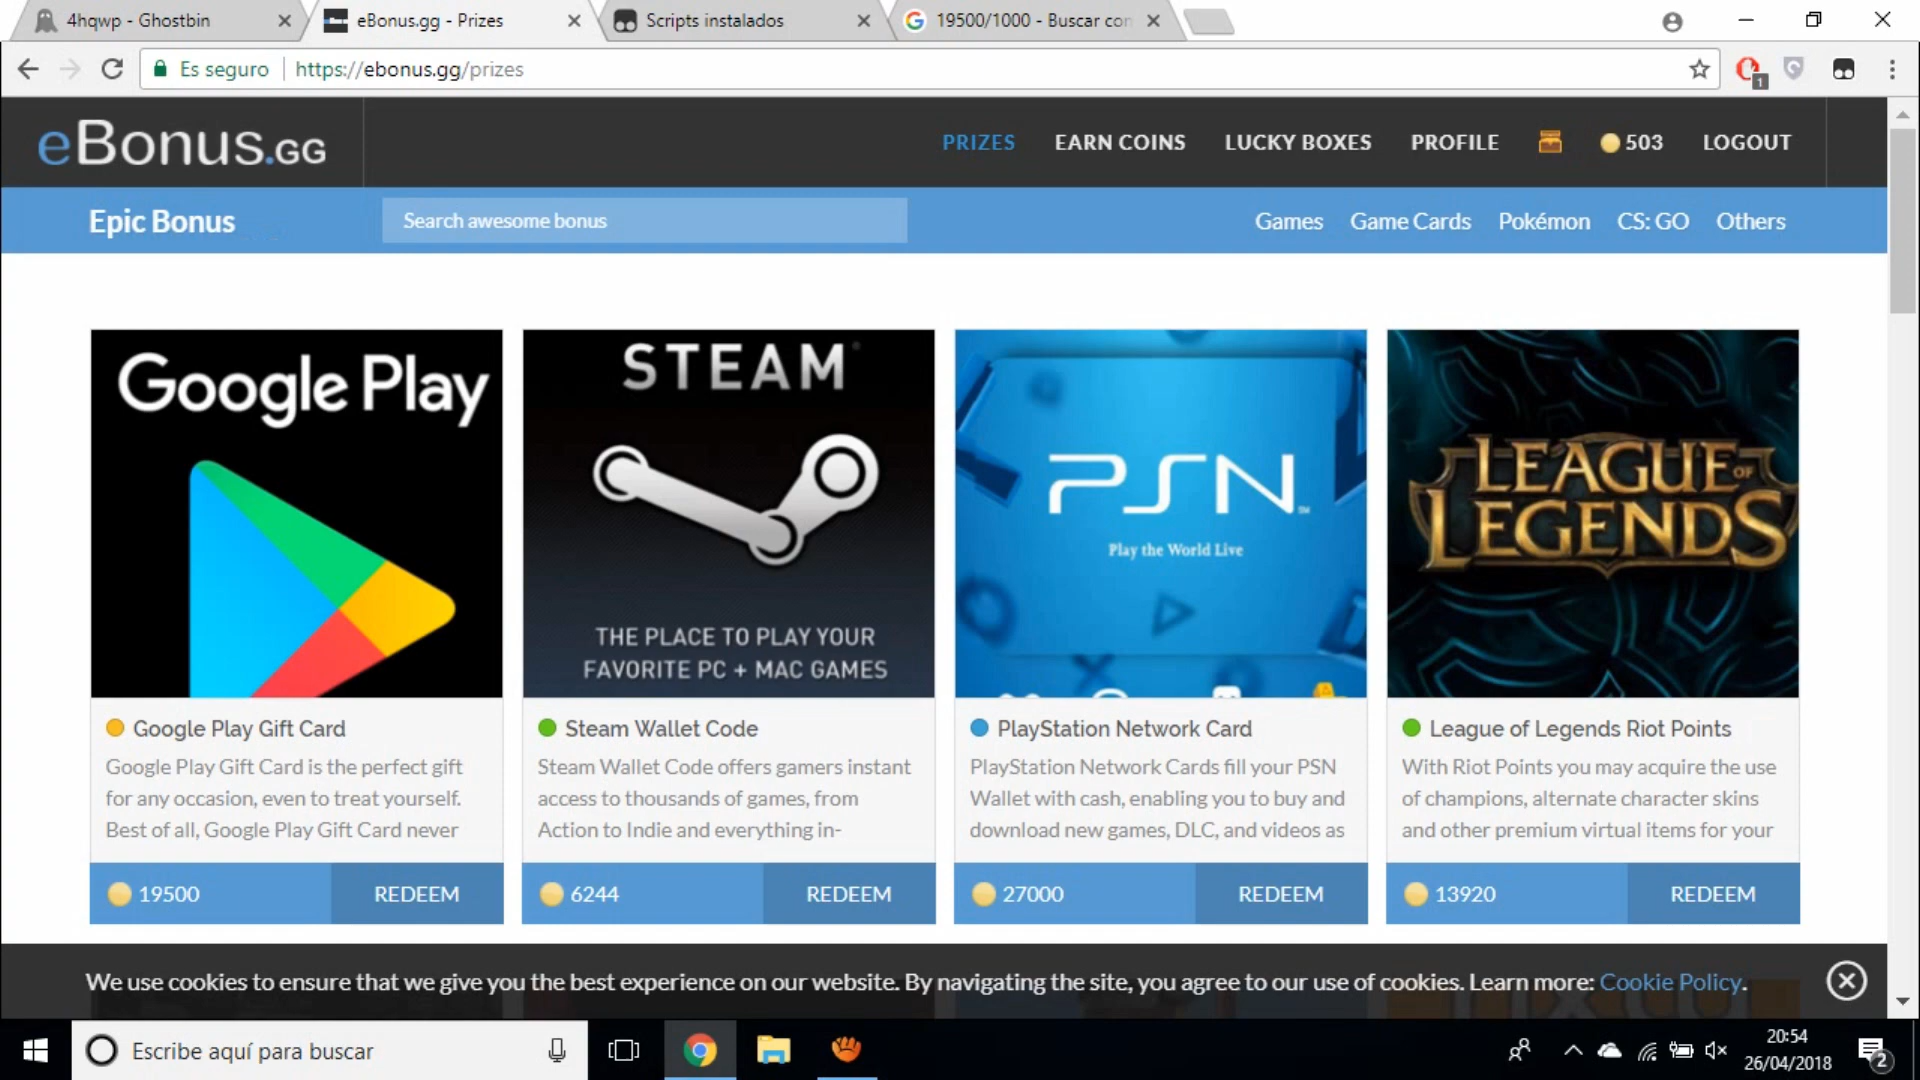 4hqwp - Ghostbin
eBonus.gg - Prizes
Scripts instalados
19500/1000 - Buscar con
Es seguro
https://ebonus.gg/prizes
1
eBonus.GG
PRIZES
EARN COINS
LUCKY BOXES
PROFILE
503
LOGOUT
Epic Bonus
Search awesome bonus
Games
Game Cards
Pokémon
CS: GO
Others
Google Play
STEAM
THE PLACE TO PLAY YOUR
FAVORITE PC + MAC GAMES
PSN
Play the World Live
LEAGUE OF
LEGENDS
Google Play Gift Card
Google Play Gift Card is the perfect gift
for any occasion, even to treat yourself.
Best of all, Google Play Gift Card never
19500
REDEEM
Steam Wallet Code
Steam Wallet Code offers gamers instant
access to thousands of games, from
Action to Indie and everything in-
6244
REDEEM
PlayStation Network Card
PlayStation Network Cards fill your PSN
Wallet with cash, enabling you to buy and
download new games, DLC, and videos as
27000
REDEEM
League of Legends Riot Points
With Riot Points you may acquire the use
of champions, alternate character skins
and other premium virtual items for your
13920
REDEEM
We use cookies to ensure that we give you the best experience on our website. By navigating the site, you agree to our use of cookies. Learn more: Cookie Policy.
Escribe aquí para buscar
20:54
26/04/2018
2